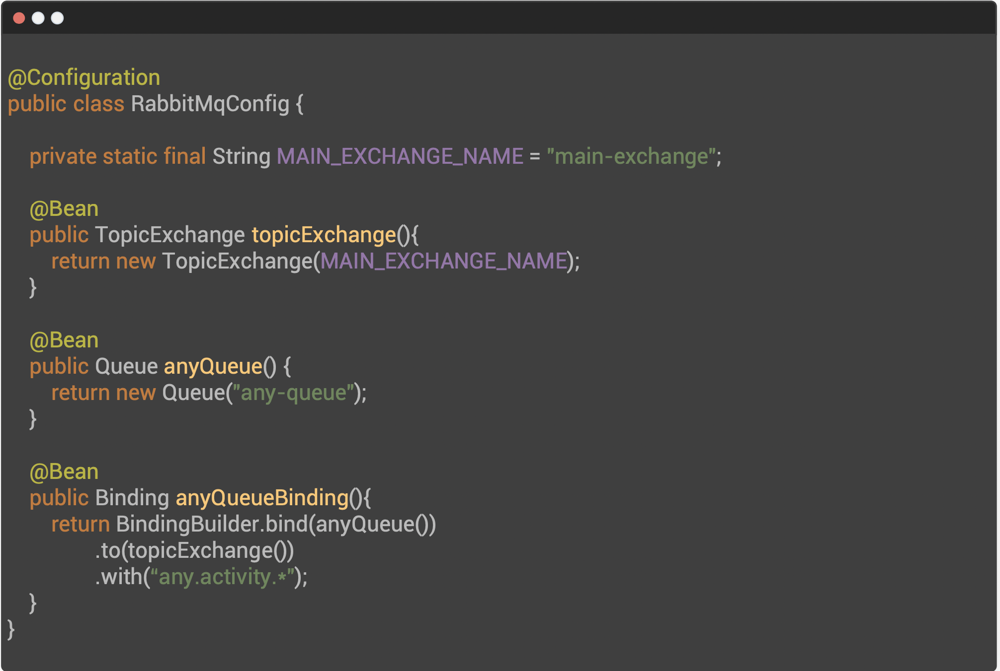 @Configuration
public class RabbitMqConfig {
private static final String MAIN_EXCHANGE_NAME = "main-exchange";
@Bean
public TopicExchange topicExchange(){
return new TopicExchange(MAIN_EXCHANGE_NAME);
}
@Bean
public Queue anyQueue() {
return new Queue("any-queue");
}
@Bean
public Binding anyQueueBinding(){
return BindingBuilder.bind(anyQueue())
.to(topicExchange())
.with(“any.activity.*");
}
}